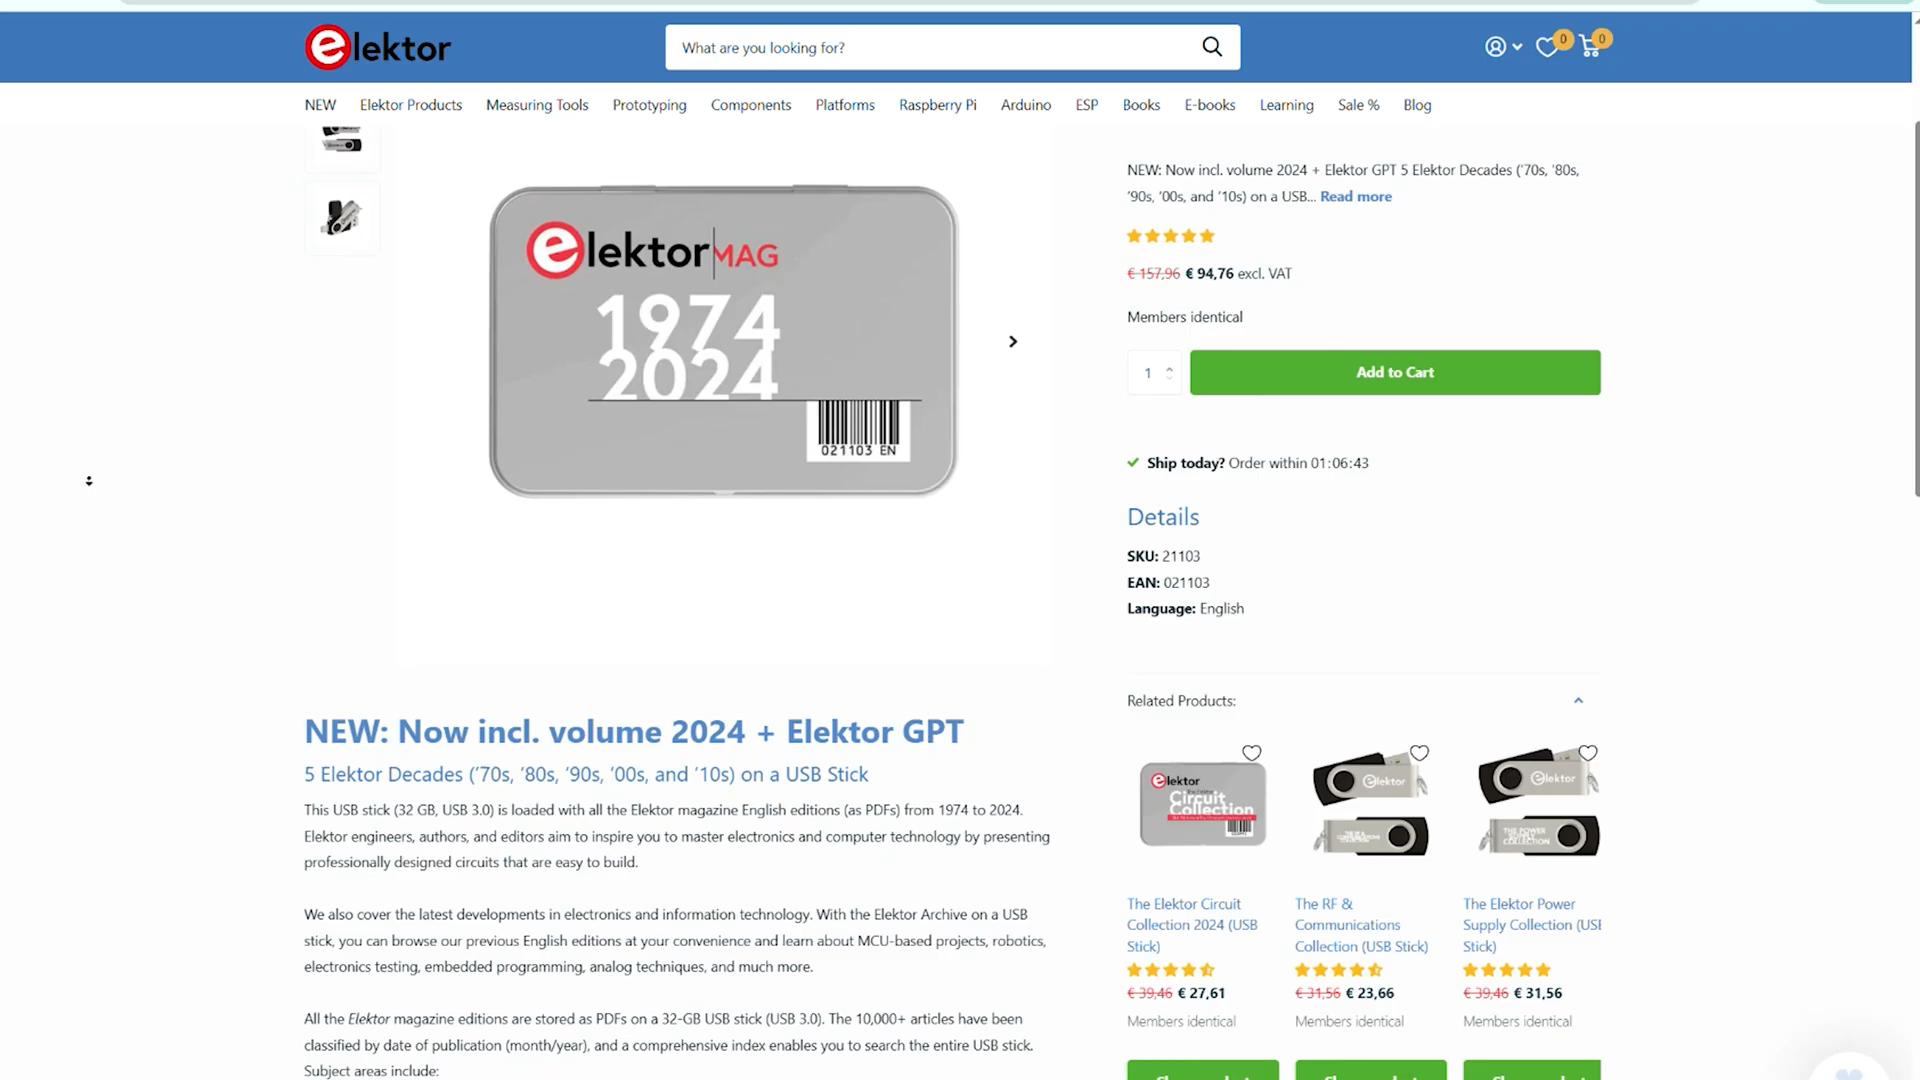 elektor
What are you looking for?
0
0
NEW Elektor Products Measuring Tools Prototyping Components Platforms Raspberry Pi Arduino ESP Books E-books Learning Sale % Blog
elektor MAG
1974
2024
021103 EN
NEW: Now incl. volume 2024 + Elektor GPT 5 Elektor Decades ('70s, '80s,
'90s, '00s, and '10s) on a USB... Read more
€ 157,96 € 94,76 excl. VAT
Members identical
1
Add to Cart
Ship today? Order within 01:06:43
Details
SKU: 21103
EAN: 021103
Language: English
Related Products:
NEW: Now incl. volume 2024 + Elektor GPT
5 Elektor Decades ('70s, '80s, '90s, '00s, and '10s) on a USB Stick
This USB stick (32 GB, USB 3.0) is loaded with all the Elektor magazine English editions (as PDFs) from 1974 to 2024.
Elektor engineers, authors, and editors aim to inspire you to master electronics and computer technology by presenting
professionally designed circuits that are easy to build.
We also cover the latest developments in electronics and information technology. With the Elektor Archive on a USB
stick, you can browse our previous English editions at your convenience and learn about MCU-based projects, robotics,
electronics testing, embedded programming, analog techniques, and much more.
All the Elektor magazine editions are stored as PDFs on a 32-GB USB stick (USB 3.0). The 10,000+ articles have been
classified by date of publication (month/year), and a comprehensive index enables you to search the entire USB stick.
Subject areas include:
elektor
Circuit
Collection
elektor
elektor
THE POWER
SUPPLY
COLLECTION
The Elektor Circuit
Collection 2024 (USB
Stick)
€ 39,46 € 27,61
Members identical
The RF &
Communications
Collection (USB Stick)
€ 31,56 € 23,66
Members identical
The Elektor Power
Supply Collection (USB
Stick)
€ 39,46 € 31,56
Members identical